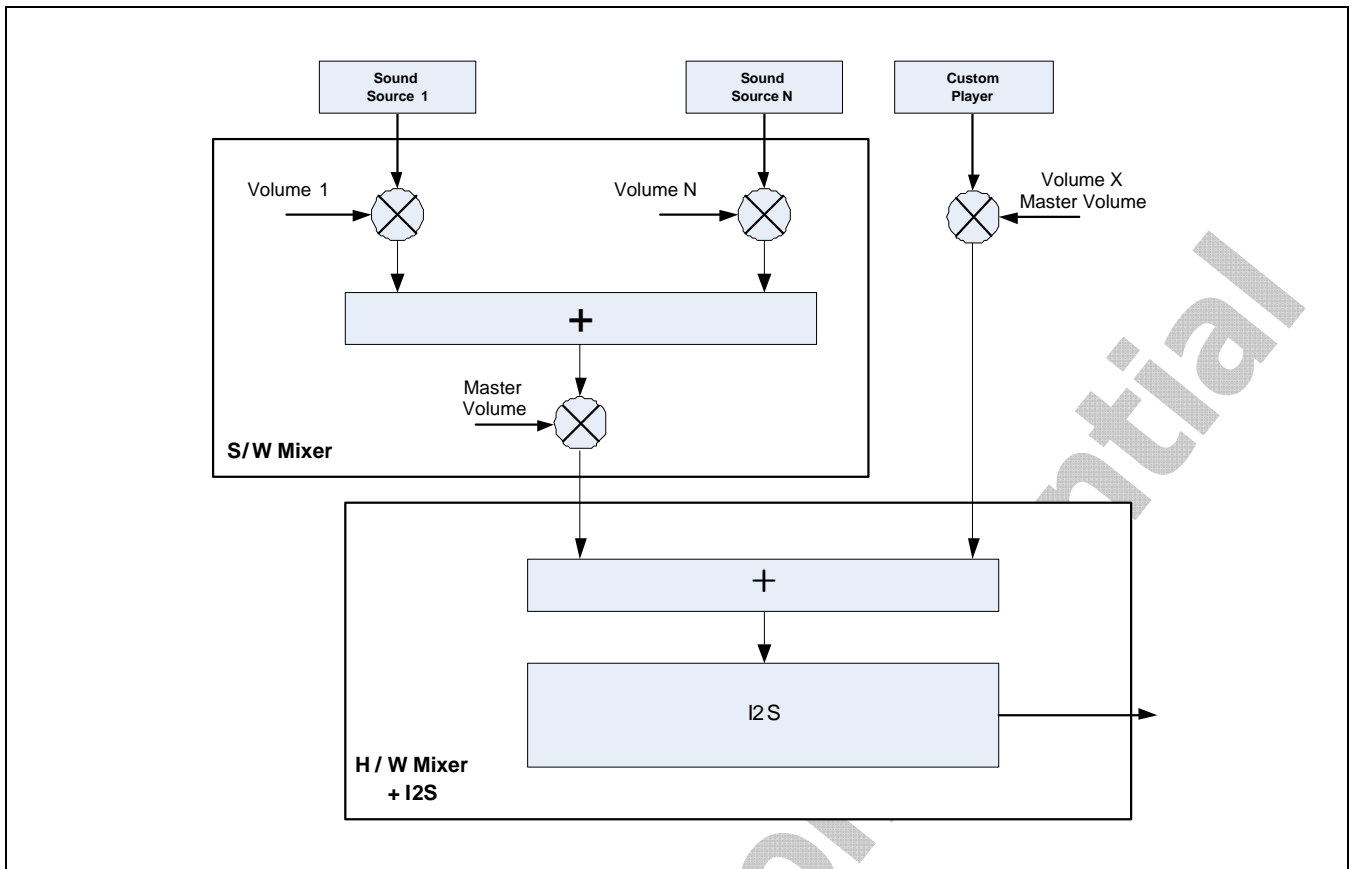 Sound
Source 1
Sound
Source N
Custom
Player
Volume 1
Volume N
Volume X
Master Volume
+
Master
Volume
S/W Mixer
+
I2S
H / W Mixer
+ I2S